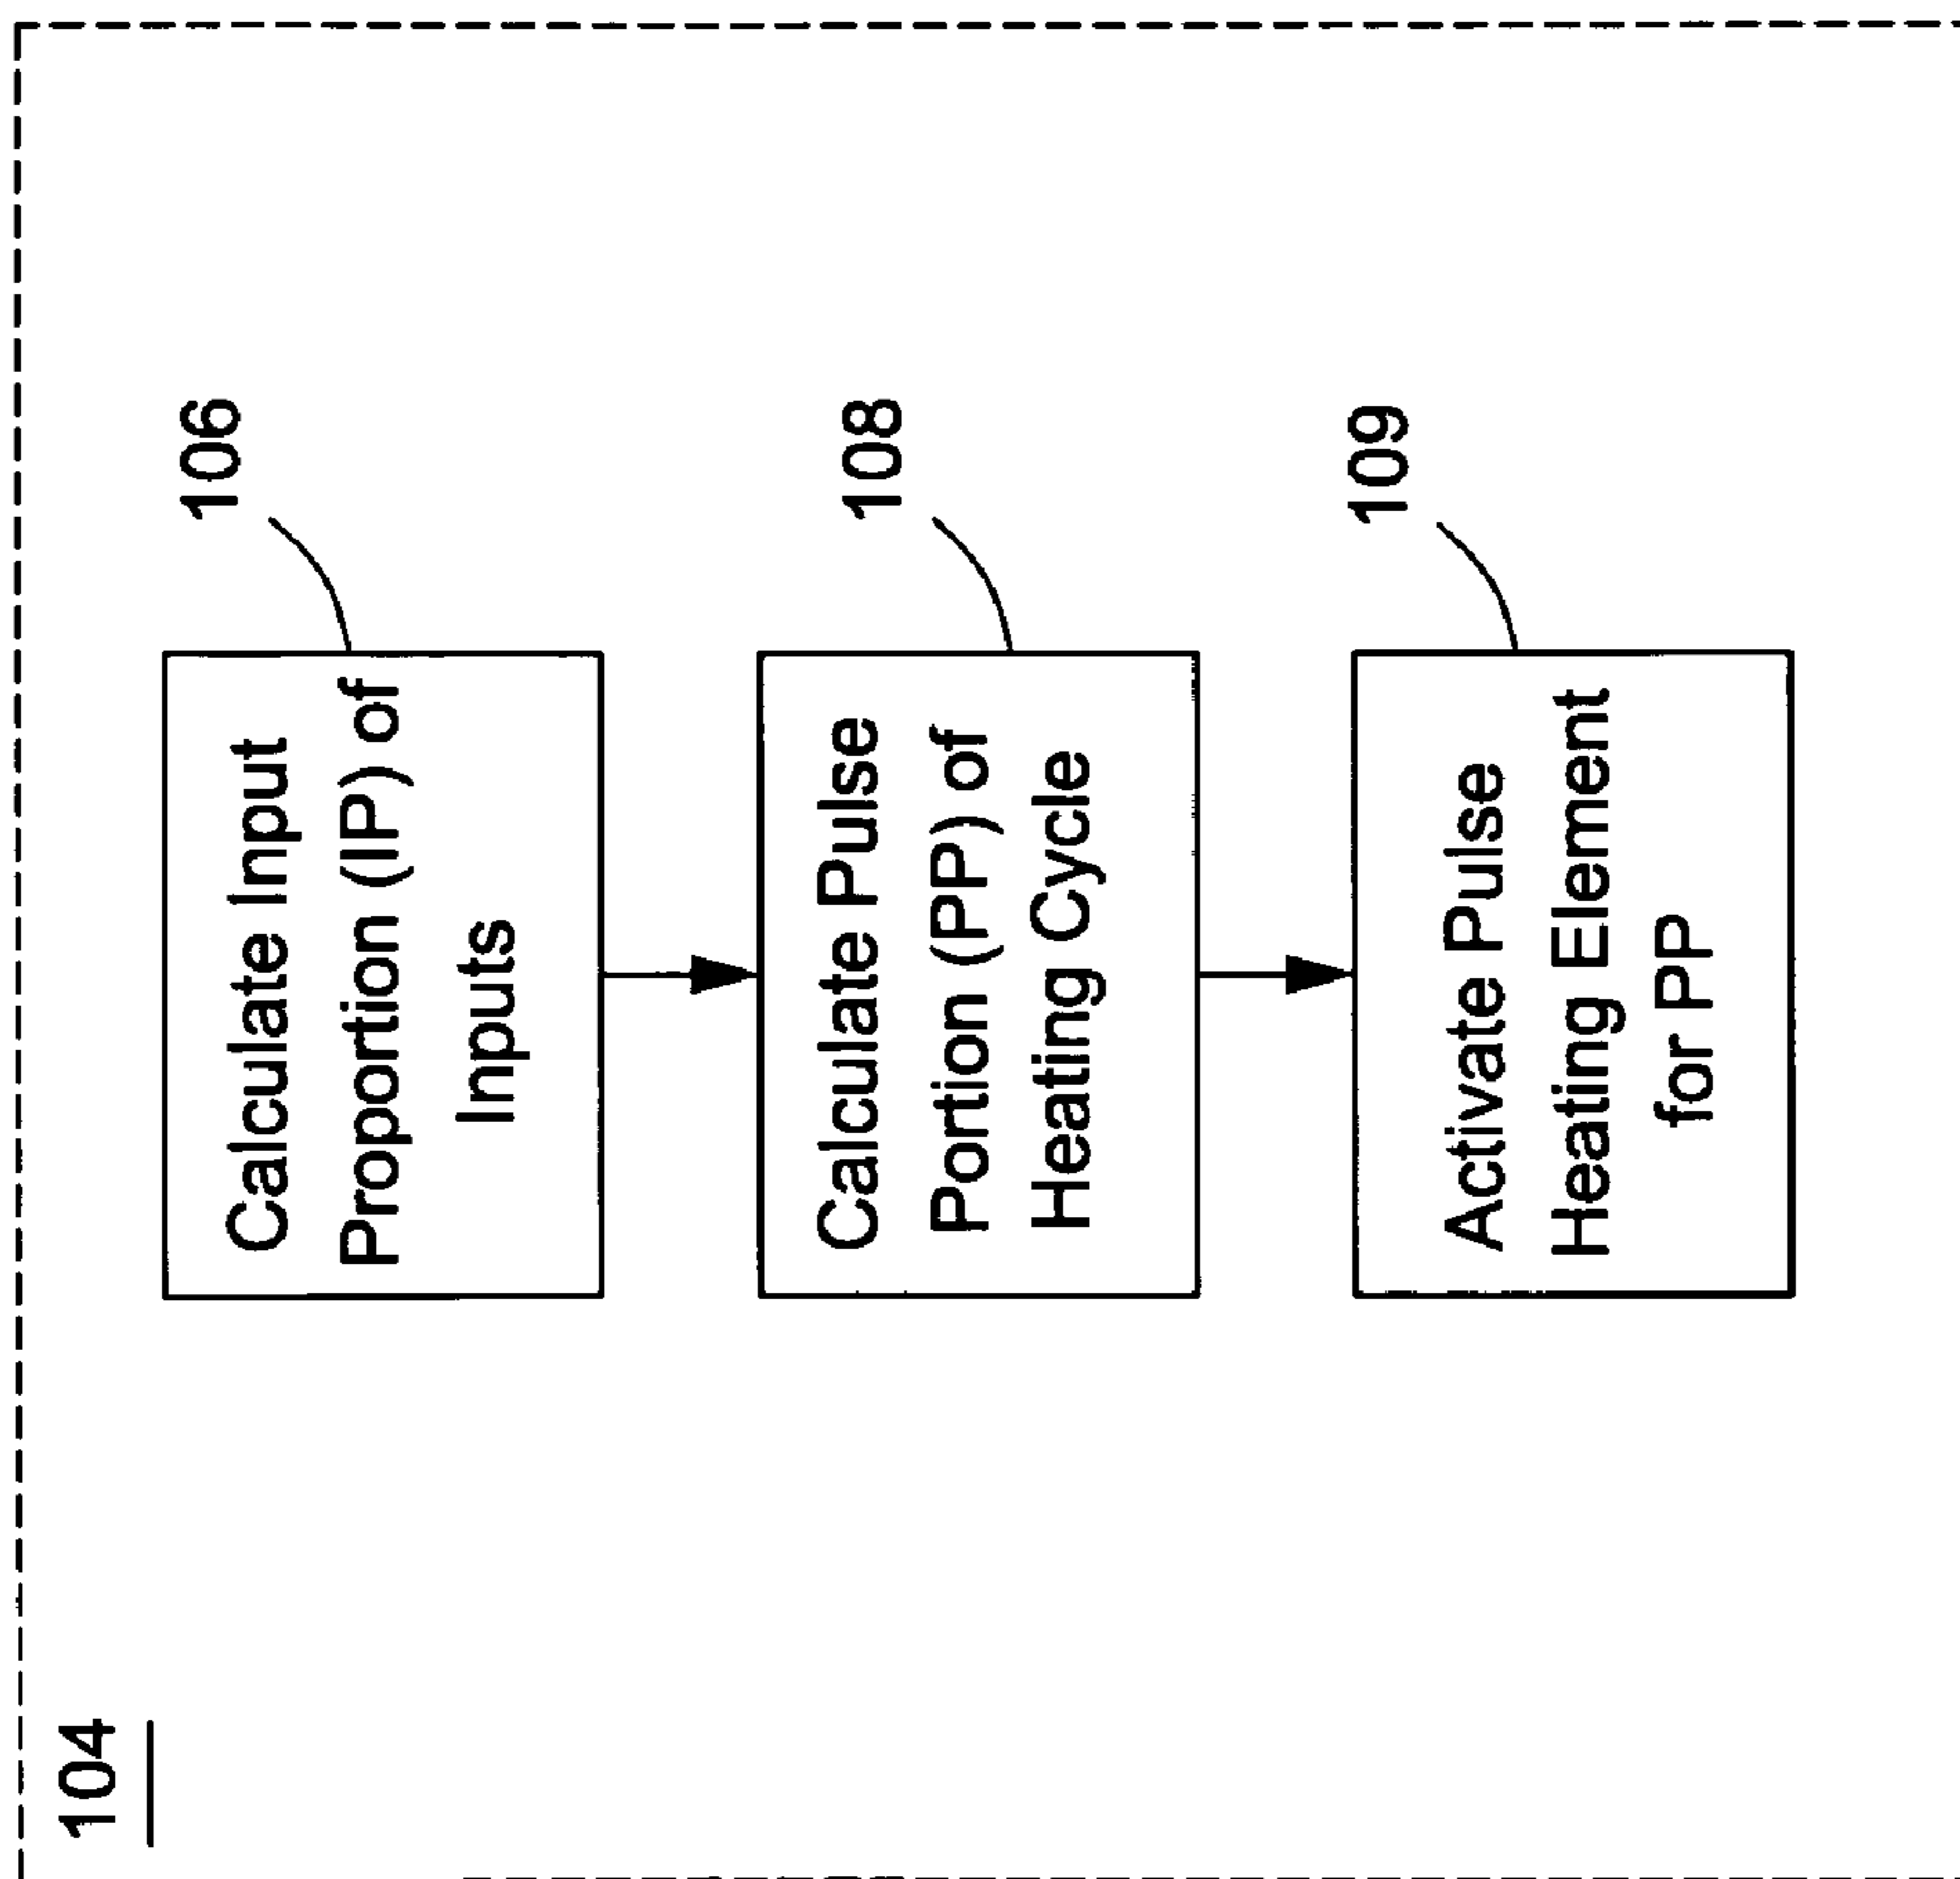 104
106
Calculate Input
Proportion (IP) of
Inputs
108
Calculate Pulse
Portion (PP) of
Heating Cycle
109
Activate Pulse
Heating Element
for PP